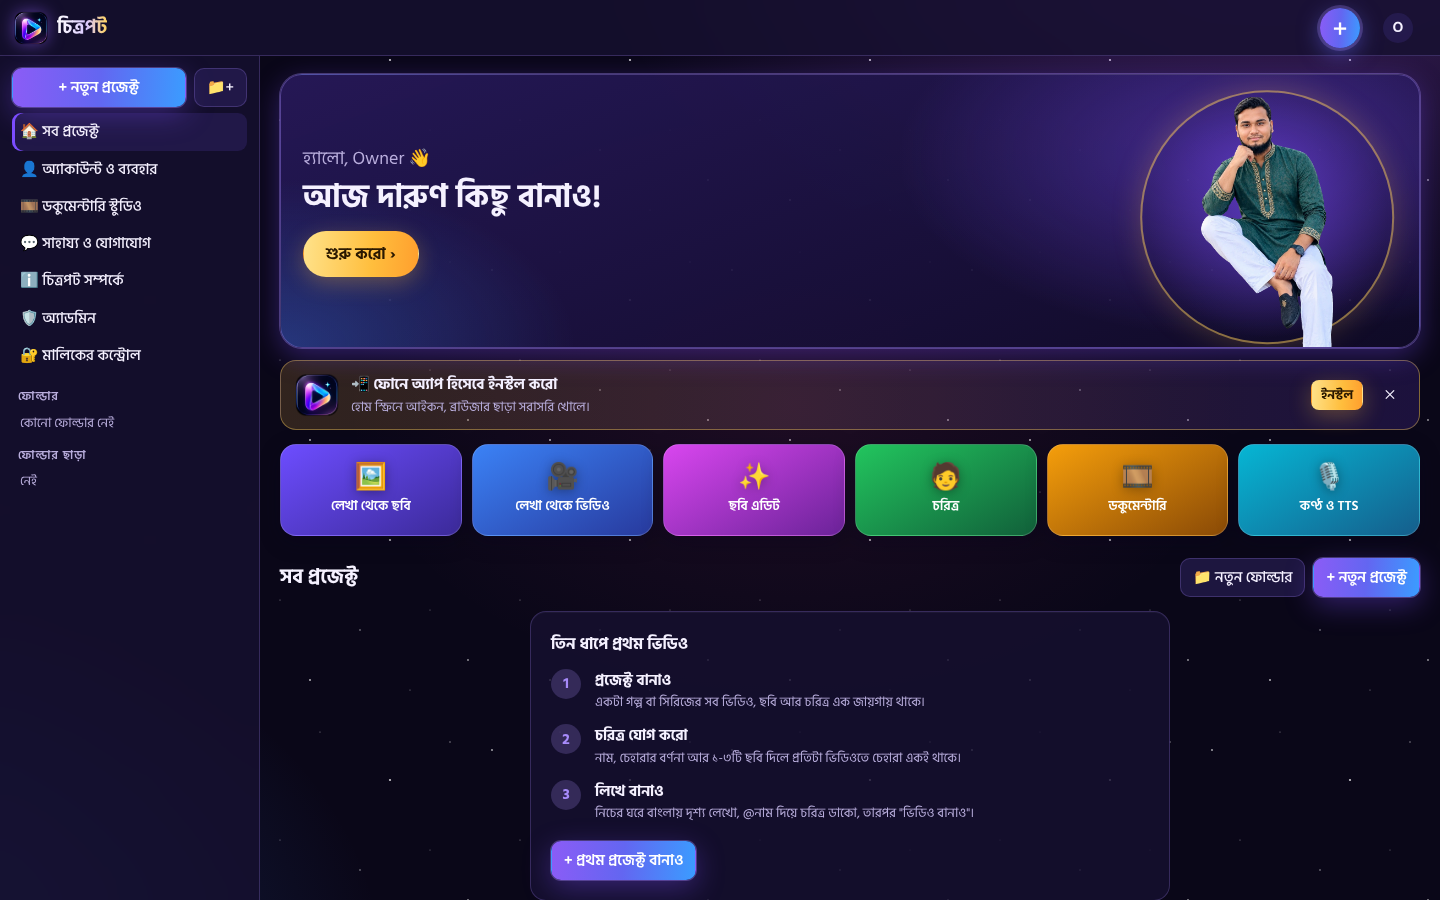 চিত্রপট
+
O
+ নতুন প্রজেক্ট
📁+
🏠 সব প্রজেক্ট
👤 অ্যাকাউন্ট ও ব্যবহার
🎞️ ডকুমেন্টারি স্টুডিও
💬 সাহায্য ও যোগাযোগ
ℹ️ চিত্রপট সম্পর্কে
🛡️ অ্যাডমিন
🔐 মালিকের কন্ট্রোল
ফোল্ডার
কোনো ফোল্ডার নেই
ফোল্ডার ছাড়া
নেই
হ্যালো, Owner 👋
আজ দারুণ কিছু বানাও!
শুরু করো ›
📲 ফোনে অ্যাপ হিসেবে ইনস্টল করো
হোম স্ক্রিনে আইকন, ব্রাউজার ছাড়া সরাসরি খোলে।
ইনস্টল
×
লেখা থেকে ছবি
লেখা থেকে ভিডিও
ছবি এডিট
চরিত্র
ডকুমেন্টারি
কণ্ঠ ও TTS
সব প্রজেক্ট
📁 নতুন ফোল্ডার
+ নতুন প্রজেক্ট
তিন ধাপে প্রথম ভিডিও
1
প্রজেক্ট বানাও
একটা গল্প বা সিরিজের সব ভিডিও, ছবি আর চরিত্র এক জায়গায় থাকে।
2
চরিত্র যোগ করো
নাম, চেহারার বর্ণনা আর ১-৩টি ছবি দিলে প্রতিটা ভিডিওতে চেহারা একই থাকে।
3
লিখে বানাও
নিচের ঘরে বাংলায় দৃশ্য লেখো, @নাম দিয়ে চরিত্র ডাকো, তারপর "ভিডিও বানাও"।
+ প্রথম প্রজেক্ট বানাও